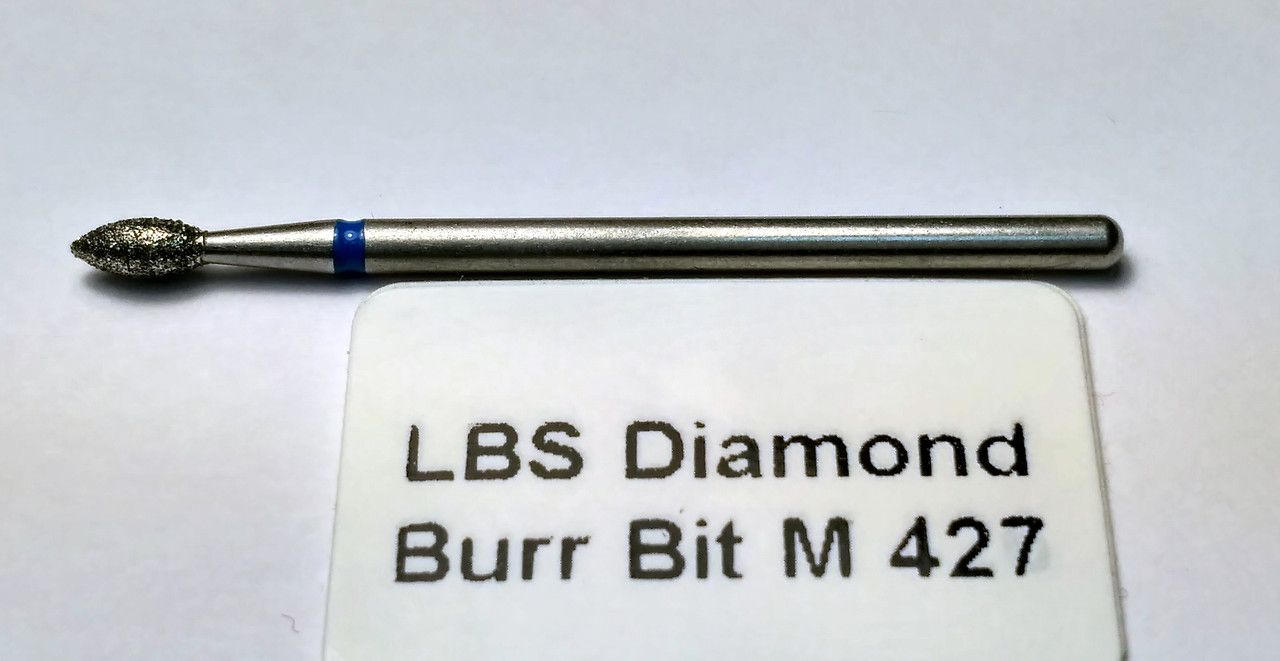 LBS Diamond
Burr Bit M 427